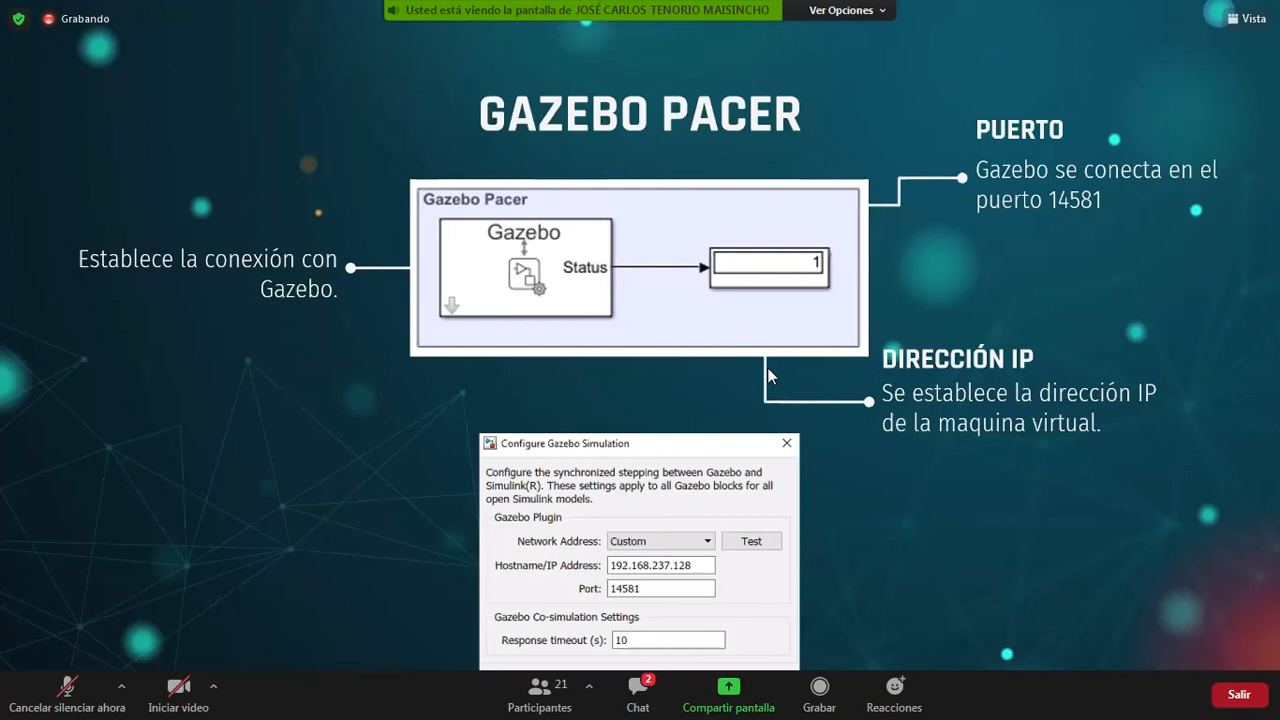 Grabando
Usted está viendo la pantalla de JOSÉ CARLOS TENORIO MAISINCHO
Ver Opciones
Vista
GAZEBO PACER
PUERTO
Gazebo se conecta en el
puerto 14581
Gazebo Pacer
Gazebo
Status
1
Establece la conexión con
Gazebo.
DIRECCIÓN IP
Se establece la dirección IP
de la maquina virtual.
Configure Gazebo Simulation
Configure the synchronized stepping between Gazebo and
Simulink(R). These settings apply to all Gazebo blocks for all
open Simulink models.
Gazebo Plugin
Network Address: Custom Test
Hostname/IP Address: 192.168.237.128
Port: 14581
Gazebo Co-simulation Settings
Response timeout (s): 10
Cancelar silenciar ahora
Iniciar video
21
Participantes
2
Chat
Compartir pantalla
Grabar
Reacciones
Salir